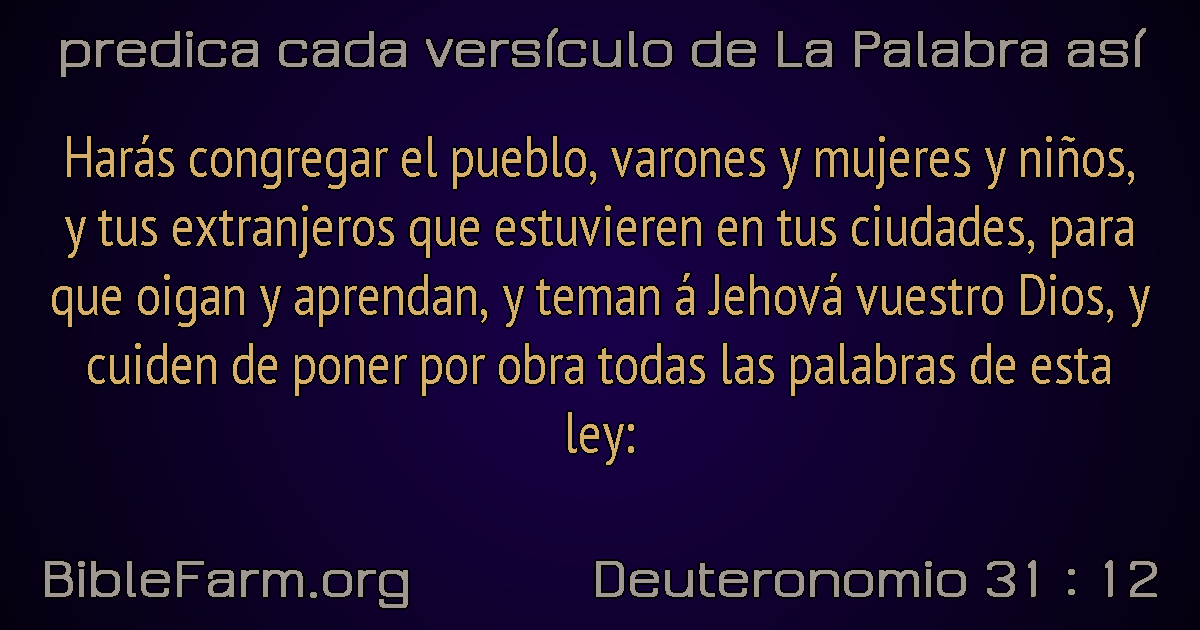 predica cada versículo de La Palabra así
Harás congregar el pueblo, varones y mujeres y niños,
y tus extranjeros que estuvieren en tus ciudades, para
que oigan y aprendan, y teman á Jehová vuestro Dios, y
cuiden de poner por obra todas las palabras de esta
ley:
BibleFarm.org
Deuteronomio 31 : 12